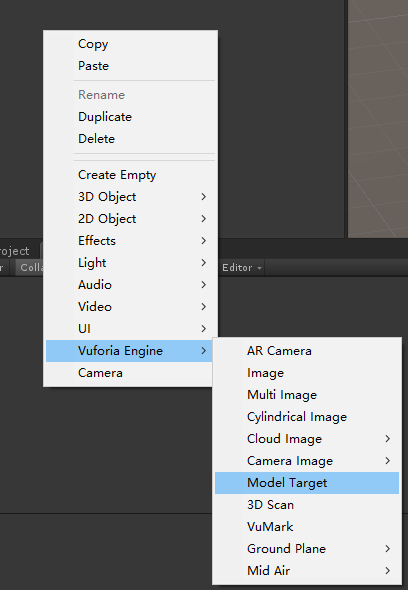 Copy
Paste
Rename
Duplicate
Delete
Create Empty
3D Object
2D Object
Effects
roject
Light
r Colla Editor
Audio
Video
UI
Vuforia Engine
Camera
AR Camera
Image
Multi Image
Cylindrical Image
Cloud Image
Camera Image
Model Target
3D Scan
VuMark
Ground Plane
Mid Air